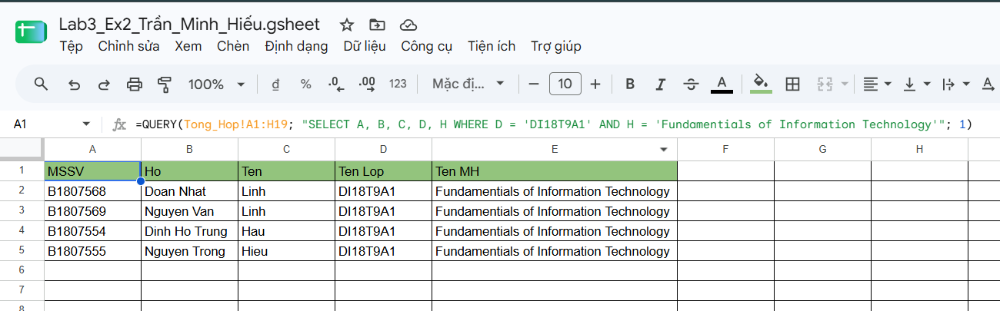 Lab3_Ex2_Trần_Minh_Hiếu.gsheet
Tệp Chỉnh sửa Xem Chèn Định dạng Dữ liệu Công cụ Tiện ích Trợ giúp
100% đ % .0 .00 123 Mặc đị... 10 B I S A A
A1 fx =QUERY(Tong_Hop!A1:H19; "SELECT A, B, C, D, H WHERE D = 'DI18T9A1' AND H = 'Fundamentials of Information Technology'"; 1)
A B C D E F G H
1 MSSV Ho Ten Ten Lop Ten MH
2 B1807568 Doan Nhat Linh DI18T9A1 Fundamentials of Information Technology
3 B1807569 Nguyen Van Linh DI18T9A1 Fundamentials of Information Technology
4 B1807554 Dinh Ho Trung Hau DI18T9A1 Fundamentials of Information Technology
5 B1807555 Nguyen Trong Hieu DI18T9A1 Fundamentials of Information Technology
6
7
8